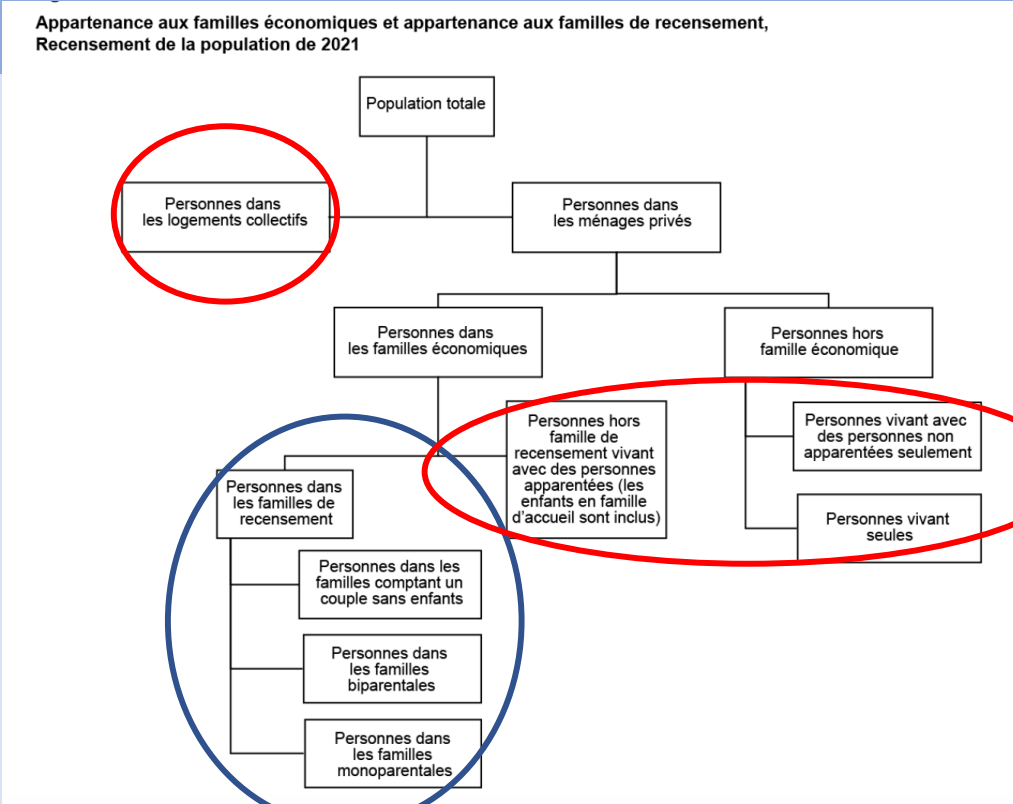 Appartenance aux familles économiques et appartenance aux familles de recensement,
Recensement de la population de 2021
Population totale
Personnes dans
les logements collectifs
Personnes dans
les ménages privés
Personnes dans
les familles économiques
Personnes hors
famille économique
Personnes hors
famille de
recensement vivant
avec des personnes
apparentées (les
enfants en famille
d'accueil sont inclus)
Personnes vivant avec
des personnes non
apparentées seulement
Personnes vivant
seules
Personnes dans
les familles de
recensement
Personnes dans les
familles comptant un
couple sans enfants
Personnes dans
les familles
biparentales
Personnes dans
les familles
monoparentales